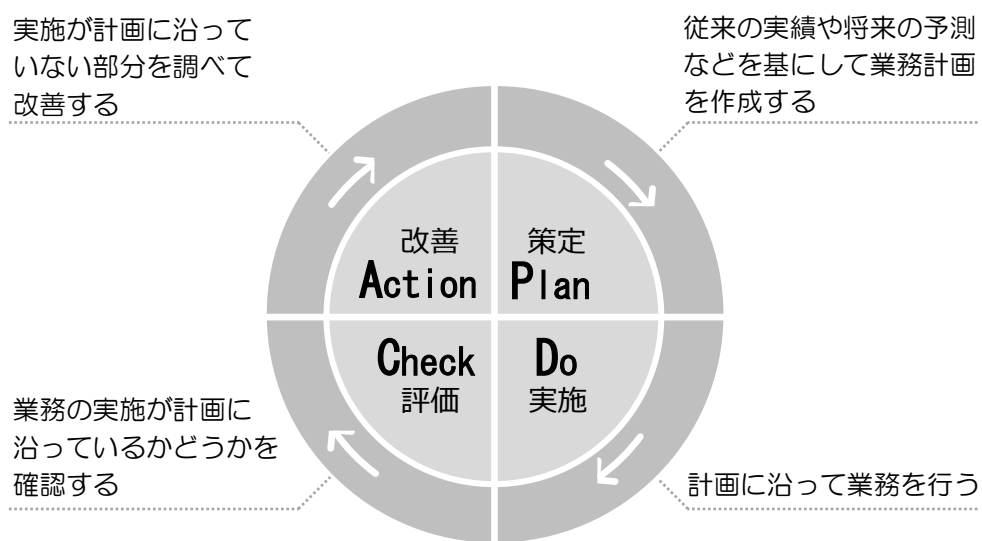 実施が計画に沿って
いない部分を調べて
改善する
従来の実績や将来の予測
などを基にして業務計画
を作成する
改善
Action
策定
Plan
Check
評価
Do
実施
業務の実施が計画に
沿っているかどうかを
確認する
計画に沿って業務を行う